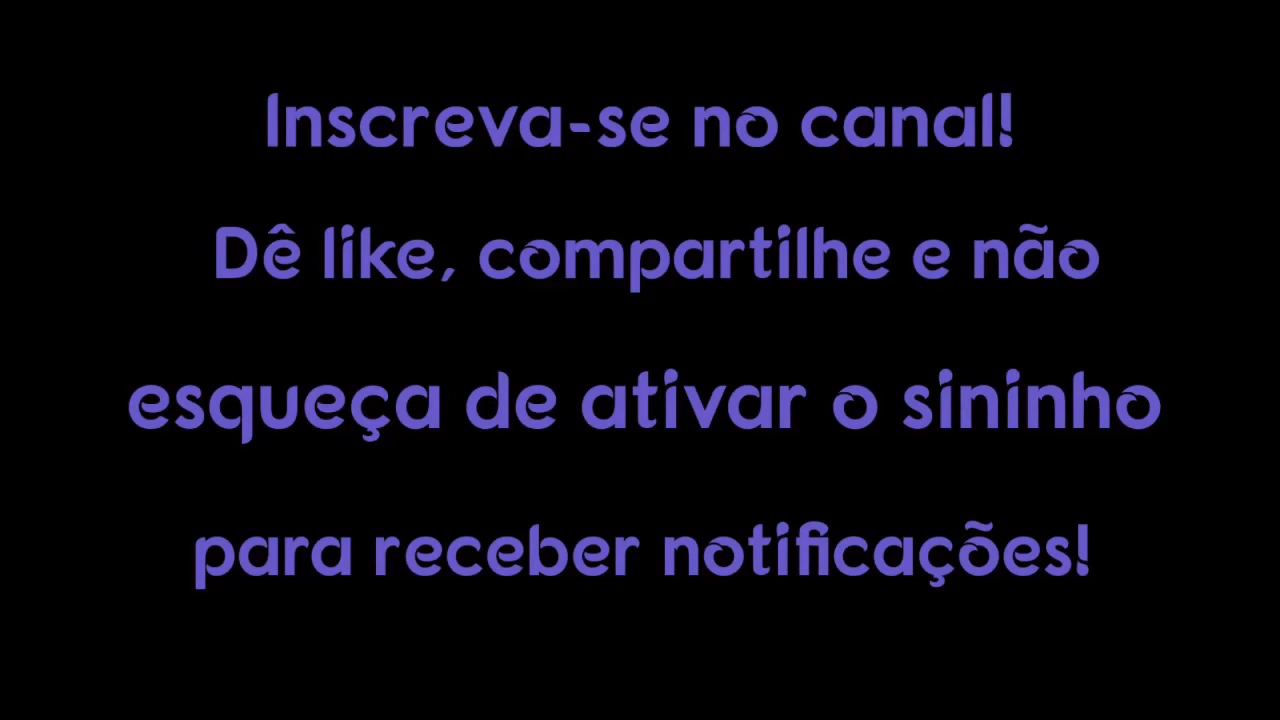 Inscreva-se no canal!
Dê like, compartilhe e não
esqueça de ativar o sininho
para receber notificações!